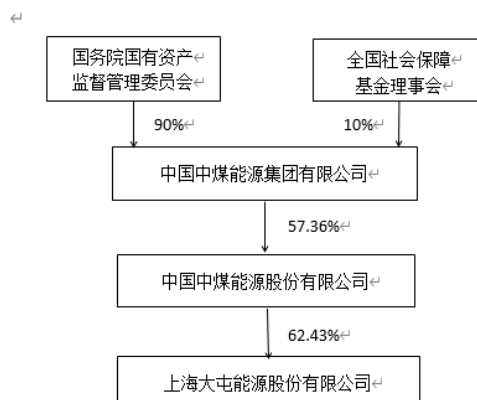 国务院国有资产
监督管理委员会
全国社会保障
基金理事会
90%
10%
中国中煤能源集团有限公司
57.36%
中国中煤能源股份有限公司
62.43%
上海大屯能源股份有限公司